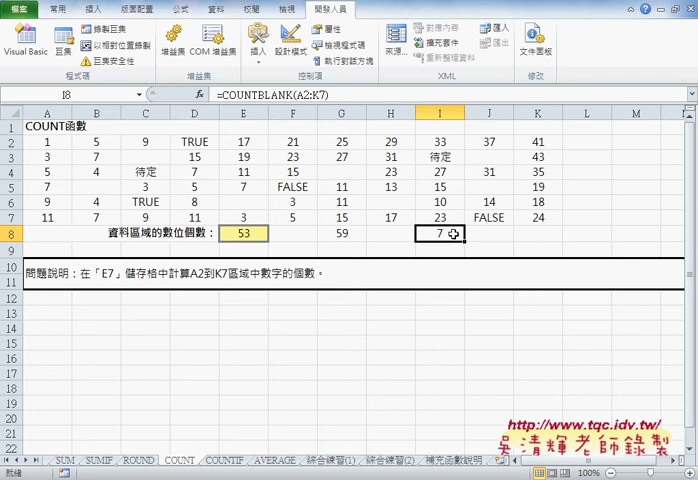 檔案 常用 插入 版面配置 公式 資料 校閱 檢視 開發人員
Visual Basic 巨集 錄製巨集 以相對位置錄製 巨集安全性 程式碼
增益集 COM 增益集 增益集
插入 設計模式 屬性 檢視程式碼 執行對話方塊 控制項
來源... 對應內容 擴充套件 重新整理資料 匯入 匯出 XML
文件面板 修改
I8 fx =COUNTBLANK(A2:K7)
A B C D E F G H I J K L M
1 COUNT函數
2 1 5 9 TRUE 17 21 25 29 33 37 41
3 3 7 15 19 23 27 31 待定 43
4 5 4 待定 7 11 15 23 27 31 35
5 7 3 5 7 FALSE 11 13 15 19
6 9 4 TRUE 8 3 11 10 14 18
7 11 7 9 11 3 5 15 17 23 FALSE 24
8 資料區域的數位個數： 53 59 7
9
10
問題說明：在「E7」儲存格中計算A2到K7區域中數字的個數。
11
12
13
14
15
16
17
18
19
20
21
22
http://www.tqc.idv.tw/
吳清輝老師錄製
SUM SUMIF ROUND COUNT COUNTIF AVERAGE 綜合練習(1) 綜合練習(2) 補充函數說明
就緒 100%